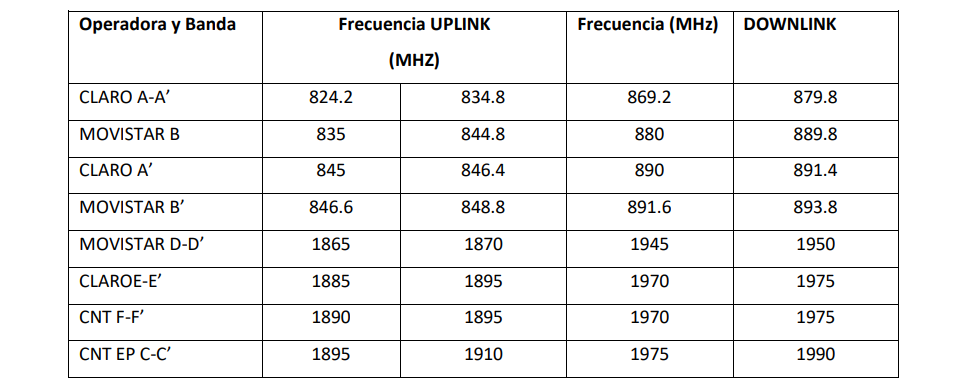 Operadora y Banda Frecuencia UPLINK Frecuencia (MHz) DOWNLINK
(MHZ)
CLARO A-A’ 824.2 834.8 869.2 879.8
MOVISTAR B 835 844.8 880 889.8
CLARO A’ 845 846.4 890 891.4
MOVISTAR B’ 846.6 848.8 891.6 893.8
MOVISTAR D-D’ 1865 1870 1945 1950
CLAROE-E’ 1885 1895 1970 1975
CNT F-F’ 1890 1895 1970 1975
CNT EP C-C’ 1895 1910 1975 1990